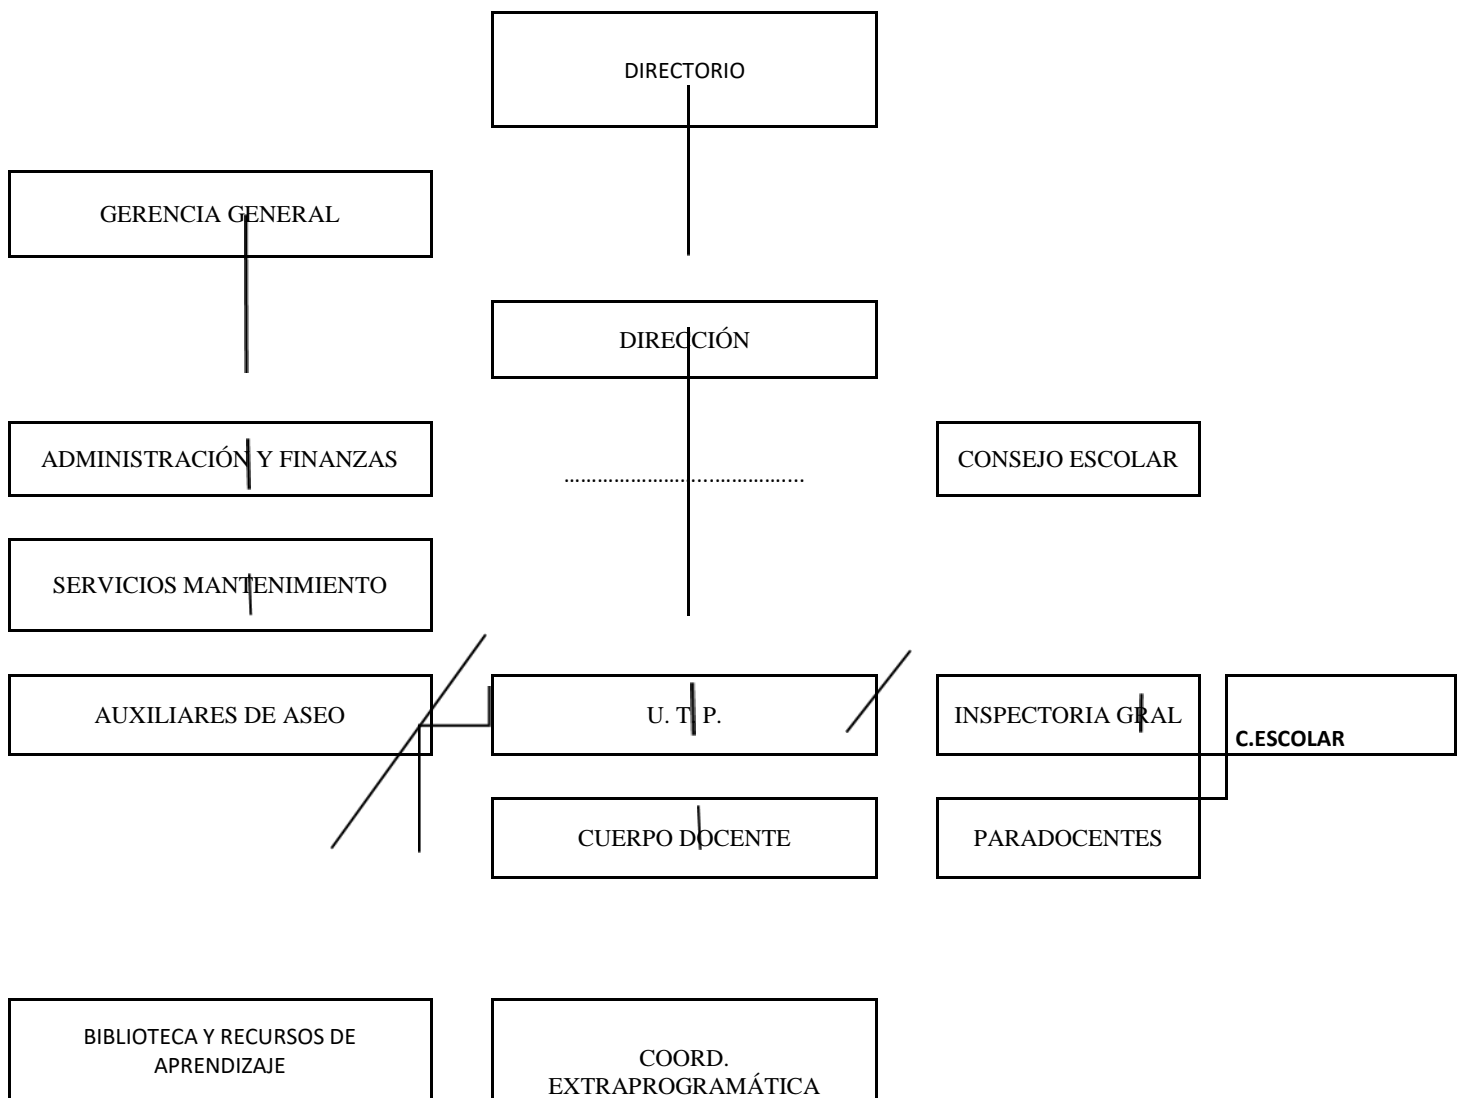 DIRECTORIO
GERENCIA GENERAL
DIRECCIÓN
ADMINISTRACIÓN Y FINANZAS
CONSEJO ESCOLAR
SERVICIOS MANTENIMIENTO
AUXILIARES DE ASEO
U. T. P.
INSPECTORIA GRAL
C.ESCOLAR
CUERPO DOCENTE
PARADOCENTES
BIBLIOTECA Y RECURSOS DE
APRENDIZAJE
COORD.
EXTRAPROGRAMÁTICA